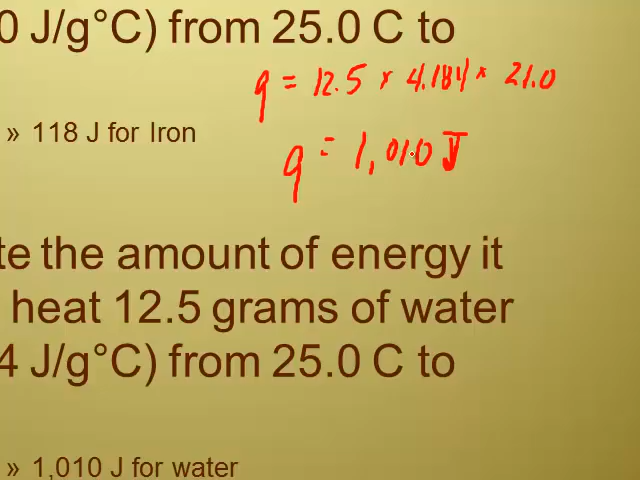 0 J/g°C) from 25.0 C to
q = 12.5 × 4.184 × 21.0
» 118 J for Iron
q = 1,010 J
te the amount of energy it
heat 12.5 grams of water
4 J/g°C) from 25.0 C to
» 1,010 J for water